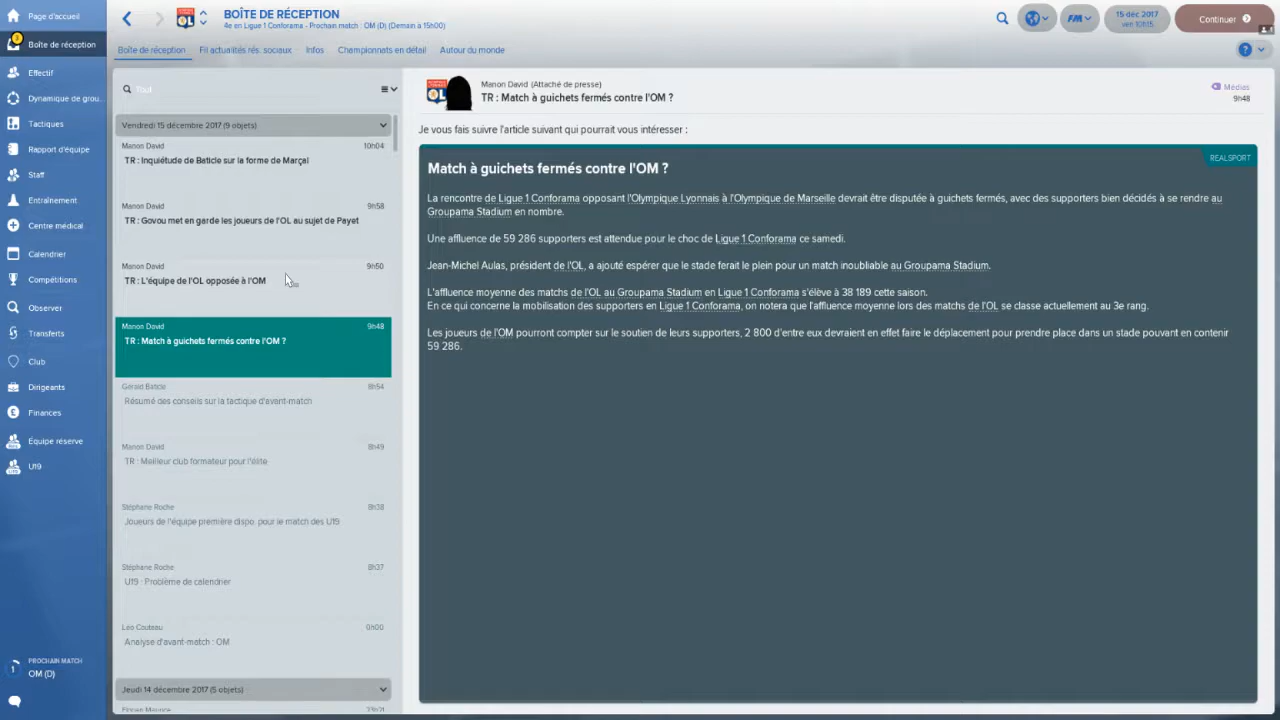 Page d'accueil
3
Boîte de réception
Effectif
Dynamique de grou...
Tactiques
Rapport d'équipe
Staff
Entraînement
Centre médical
Calendrier
Compétitions
Observer
Transferts
Club
Dirigeants
Finances
Équipe réserve
U19
PROCHAIN MATCH
1
OM (D)
BOÎTE DE RÉCEPTION
4e en Ligue 1 Conforama - Prochain match : OM (D) (Demain à 15h00)
FM
15 déc 2017
ven 10h15
Continuer
Boîte de réception Fil actualités rés. sociaux Infos Championnats en détail Autour du monde
?
Tout
Vendredi 15 décembre 2017 (9 objets)
Manon David 10h04
TR : Inquiétude de Baticle sur la forme de Marçal
Manon David 9h58
TR : Govou met en garde les joueurs de l'OL au sujet de Payet
Manon David 9h50
TR : L'équipe de l'OL opposée à l'OM
Manon David 9h48
TR : Match à guichets fermés contre l'OM ?
Gérald Baticle 8h54
Résumé des conseils sur la tactique d'avant-match
Manon David 8h49
TR : Meilleur club formateur pour l'élite
Stéphane Roche 8h38
Joueurs de l'équipe première dispo. pour le match des U19
Stéphane Roche 8h37
U19 : Problème de calendrier
Léo Couteau 0h00
Analyse d'avant-match : OM
Jeudi 14 décembre 2017 (5 objets)
Florian Maurice
Manon David (Attaché de presse)
TR : Match à guichets fermés contre l'OM ?
Médias
9h48
Je vous fais suivre l'article suivant qui pourrait vous intéresser :
REALSPORT
Match à guichets fermés contre l'OM ?
La rencontre de Ligue 1 Conforama opposant l'Olympique Lyonnais à l'Olympique de Marseille devrait être disputée à guichets fermés, avec des supporters bien décidés à se rendre au
Groupama Stadium en nombre.
Une affluence de 59 286 supporters est attendue pour le choc de Ligue 1 Conforama ce samedi.
Jean-Michel Aulas, président de l'OL, a ajouté espérer que le stade ferait le plein pour un match inoubliable au Groupama Stadium.
L'affluence moyenne des matchs de l'OL au Groupama Stadium en Ligue 1 Conforama s'élève à 38 189 cette saison.
En ce qui concerne la mobilisation des supporters en Ligue 1 Conforama, on notera que l'affluence moyenne lors des matchs de l'OL se classe actuellement au 3e rang.
Les joueurs de l'OM pourront compter sur le soutien de leurs supporters, 2 800 d'entre eux devraient en effet faire le déplacement pour prendre place dans un stade pouvant en contenir
59 286.